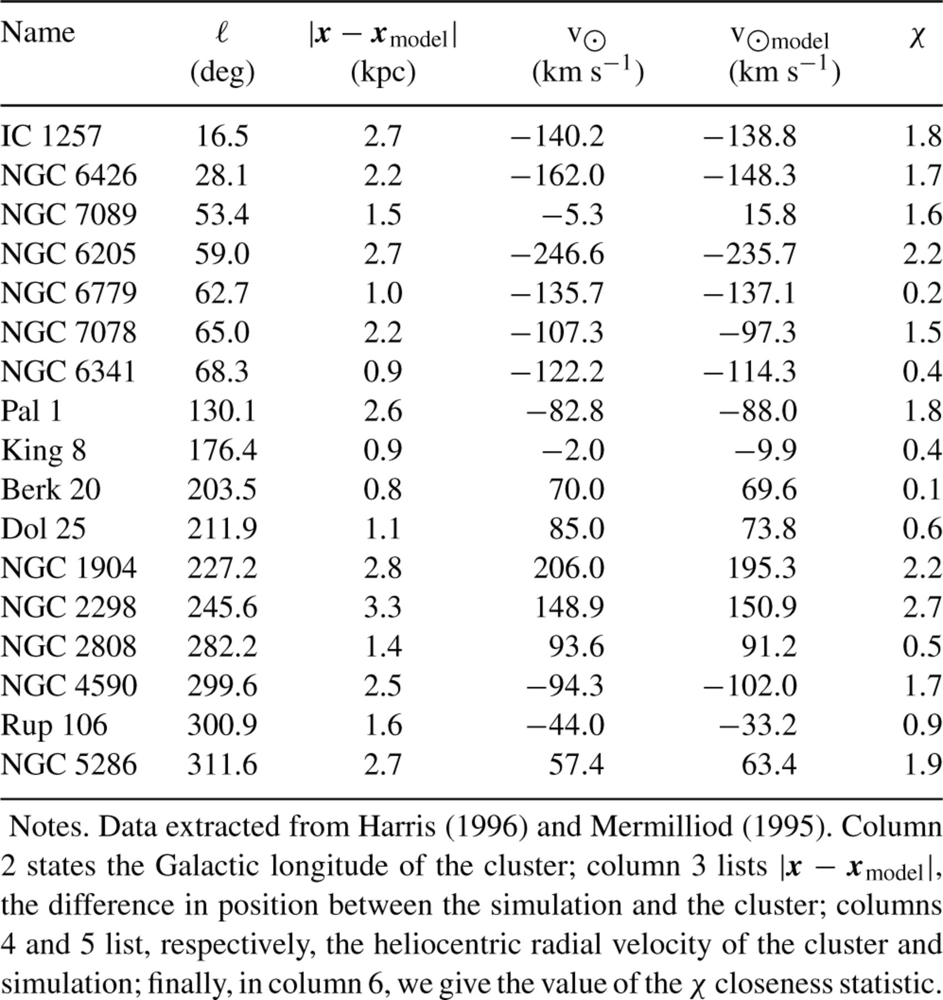 Name ℓ |x − x model| v⊙ v⊙model χ
(deg) (kpc) (km s−1) (km s−1)
IC 1257 16.5 2.7 −140.2 −138.8 1.8
NGC 6426 28.1 2.2 −162.0 −148.3 1.7
NGC 7089 53.4 1.5 −5.3 15.8 1.6
NGC 6205 59.0 2.7 −246.6 −235.7 2.2
NGC 6779 62.7 1.0 −135.7 −137.1 0.2
NGC 7078 65.0 2.2 −107.3 −97.3 1.5
NGC 6341 68.3 0.9 −122.2 −114.3 0.4
Pal 1 130.1 2.6 −82.8 −88.0 1.8
King 8 176.4 0.9 −2.0 −9.9 0.4
Berk 20 203.5 0.8 70.0 69.6 0.1
Dol 25 211.9 1.1 85.0 73.8 0.6
NGC 1904 227.2 2.8 206.0 195.3 2.2
NGC 2298 245.6 3.3 148.9 150.9 2.7
NGC 2808 282.2 1.4 93.6 91.2 0.5
NGC 4590 299.6 2.5 −94.3 −102.0 1.7
Rup 106 300.9 1.6 −44.0 −33.2 0.9
NGC 5286 311.6 2.7 57.4 63.4 1.9
Notes. Data extracted from Harris (1996) and Mermilliod (1995). Column
2 states the Galactic longitude of the cluster; column 3 lists |x − x model|,
the difference in position between the simulation and the cluster; columns
4 and 5 list, respectively, the heliocentric radial velocity of the cluster and
simulation; finally, in column 6, we give the value of the χ closeness statistic.